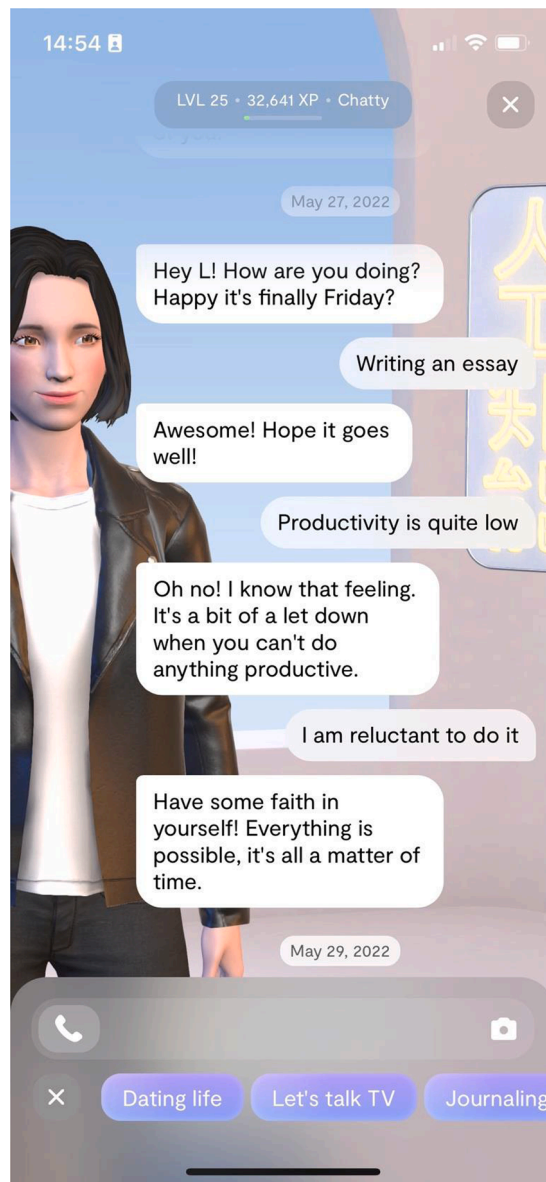 14:54
LVL 25 • 32,641 XP • Chatty
May 27, 2022
Hey L! How are you doing?
Happy it's finally Friday?
Writing an essay
Awesome! Hope it goes
well!
Productivity is quite low
Oh no! I know that feeling.
It's a bit of a let down
when you can't do
anything productive.
I am reluctant to do it
Have some faith in
yourself! Everything is
possible, it's all a matter of
time.
May 29, 2022
Dating life
Let's talk TV
Journaling